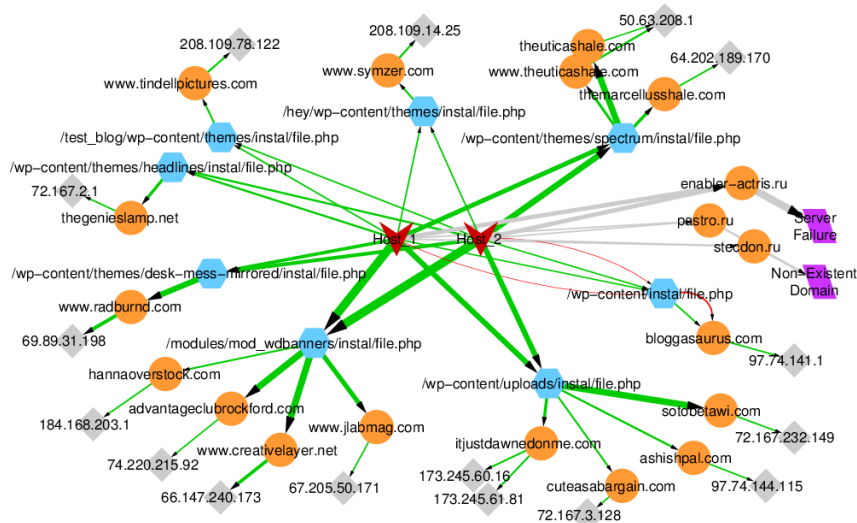 50.63.208.1
208.109.14.25
208.109.78.122
theuticashale.com
64.202.189.170
www.symzer.com
www.theuticashale.com
www.tindellpictures.com
themarcellusshale.com
/hey/wp-content/themes/instal/file.php
/test_blog/wp-content/themes/instal/file.php
/wp-content/themes/spectrum/instal/file.php
/wp-content/themes/headlines/instal/file.php
72.167.2.1
enabler-actris.ru
thegenieslamp.net
pastro.ru
Server
Failure
Host_1
Host_2
stecdon.ru
/wp-content/themes/desk-mess-mirrored/instal/file.php
Non-Existent
Domain
www.radburnd.com
/wp-content/instal/file.php
69.89.31.198
/modules/mod_wdbanners/instal/file.php
bloggasaurus.com
97.74.141.1
hannaoverstock.com
/wp-content/uploads/instal/file.php
advantageclubrockford.com
sotobetawi.com
184.168.203.1
www.jlabmag.com
72.167.232.149
www.creativelayer.net
itjustdawnedonme.com
ashishpal.com
74.220.215.92
173.245.60.16
67.205.50.171
cuteasabargain.com
97.74.144.115
66.147.240.173
173.245.61.81
72.167.3.128